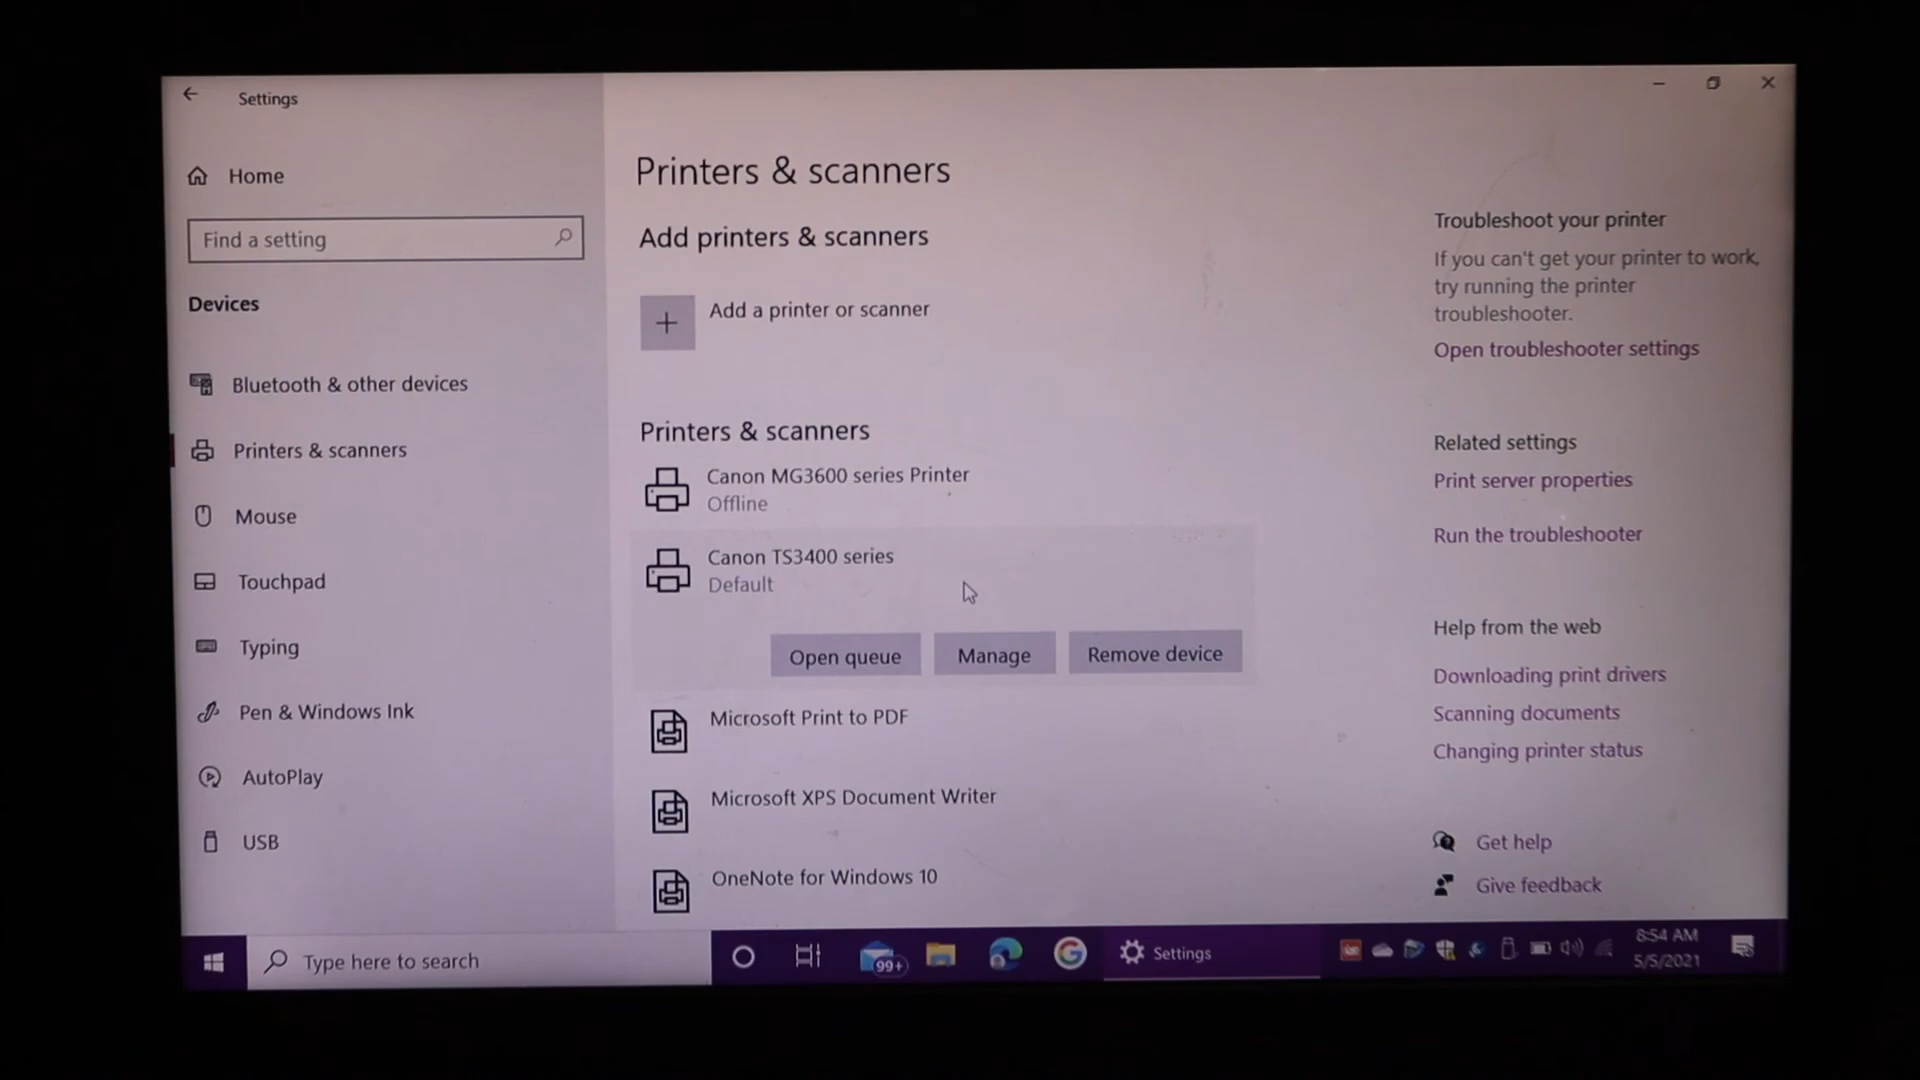 Settings
Home
Find a setting
Devices
Bluetooth & other devices
Printers & scanners
Mouse
Touchpad
Typing
Pen & Windows Ink
AutoPlay
USB
Printers & scanners
Add printers & scanners
Add a printer or scanner
Printers & scanners
Canon MG3600 series Printer
Offline
Canon TS3400 series
Default
Open queue
Manage
Remove device
Microsoft Print to PDF
Microsoft XPS Document Writer
OneNote for Windows 10
Troubleshoot your printer
If you can't get your printer to work,
try running the printer
troubleshooter.
Open troubleshooter settings
Related settings
Print server properties
Run the troubleshooter
Help from the web
Downloading print drivers
Scanning documents
Changing printer status
Get help
Give feedback
Type here to search
99+
Settings
8:54 AM
5/5/2021